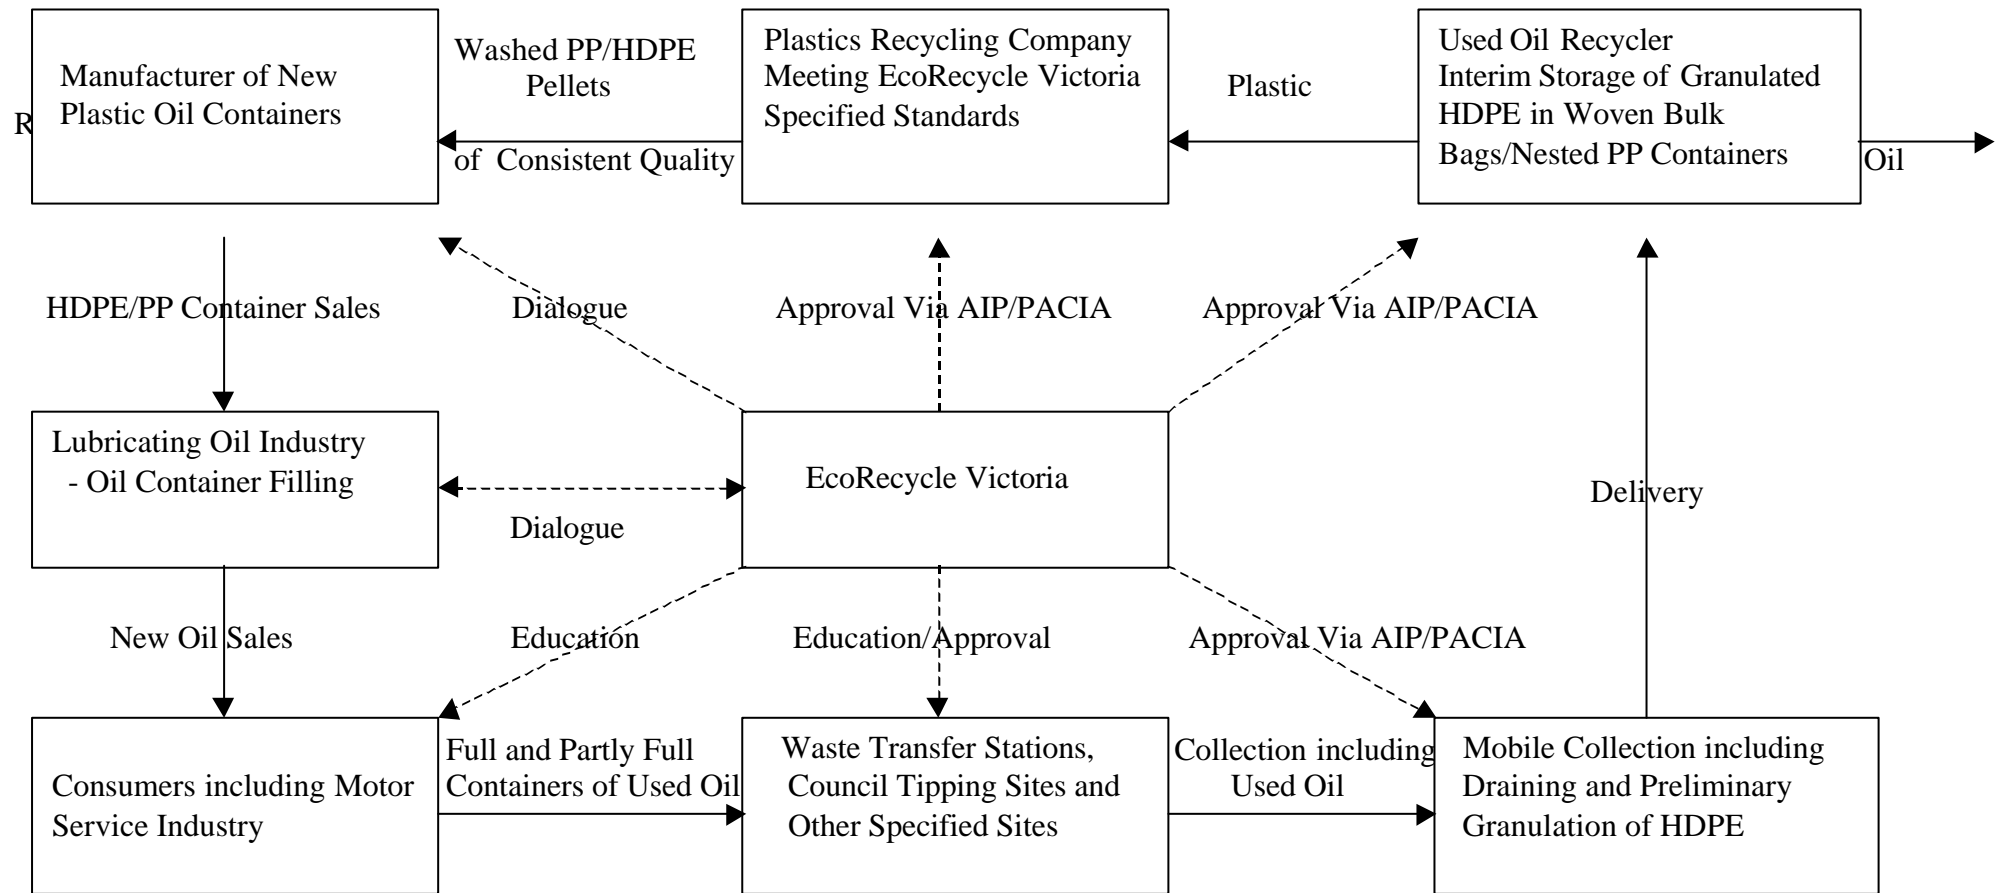 Manufacturer of New
Plastic Oil Containers
R
Washed PP/HDPE
Pellets
of Consistent Quality
Plastics Recycling Company
Meeting EcoRecycle Victoria
Specified Standards
Plastic
Used Oil Recycler
Interim Storage of Granulated
HDPE in Woven Bulk
Bags/Nested PP Containers
Oil
HDPE/PP Container Sales
Dialogue
Approval Via AIP/PACIA
Approval Via AIP/PACIA
Lubricating Oil Industry
- Oil Container Filling
Dialogue
EcoRecycle Victoria
Delivery
New Oil Sales
Education
Education/Approval
Approval Via AIP/PACIA
Consumers including Motor
Service Industry
Full and Partly Full
Containers of Used Oil
Waste Transfer Stations,
Council Tipping Sites and
Other Specified Sites
Collection including
Used Oil
Mobile Collection including
Draining and Preliminary
Granulation of HDPE